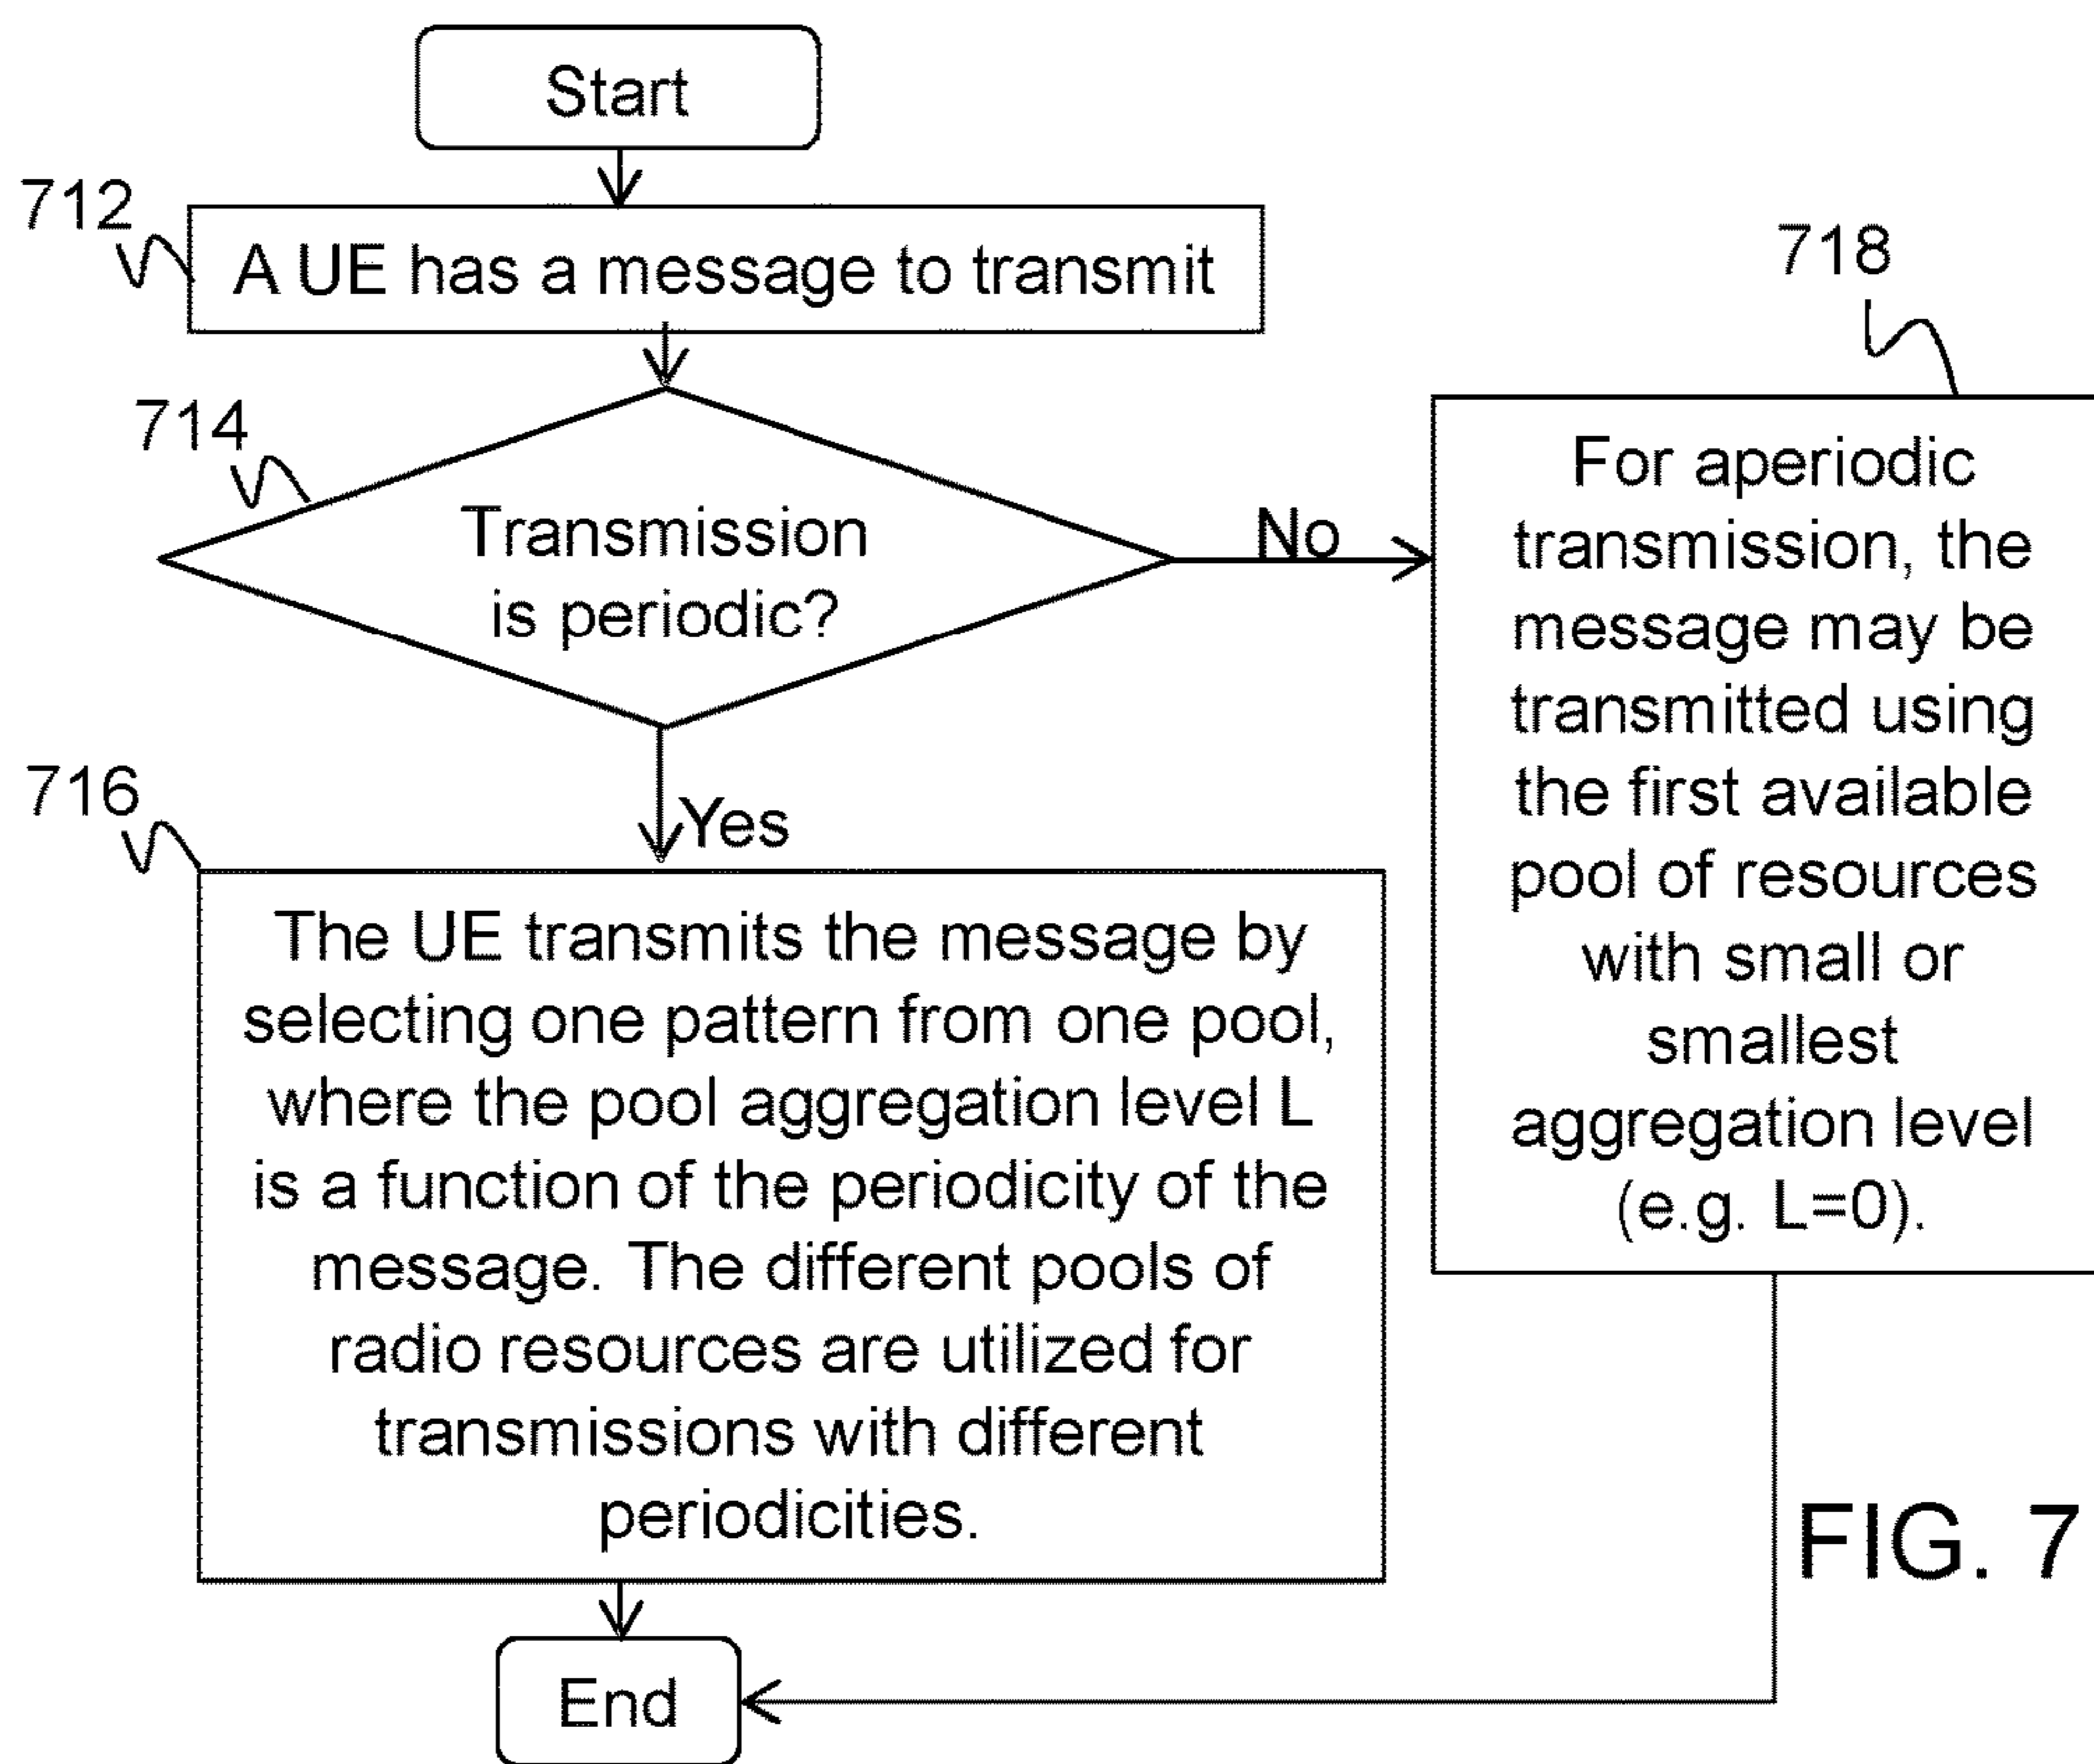 Start
712
A UE has a message to transmit
714
Transmission
is periodic?
No
Yes
718
For aperiodic
transmission, the
message may be
transmitted using
the first available
pool of resources
with small or
smallest
aggregation level
(e.g. L=0).
716
The UE transmits the message by
selecting one pattern from one pool,
where the pool aggregation level L
is a function of the periodicity of the
message. The different pools of
radio resources are utilized for
transmissions with different
periodicities.
End
FIG. 7